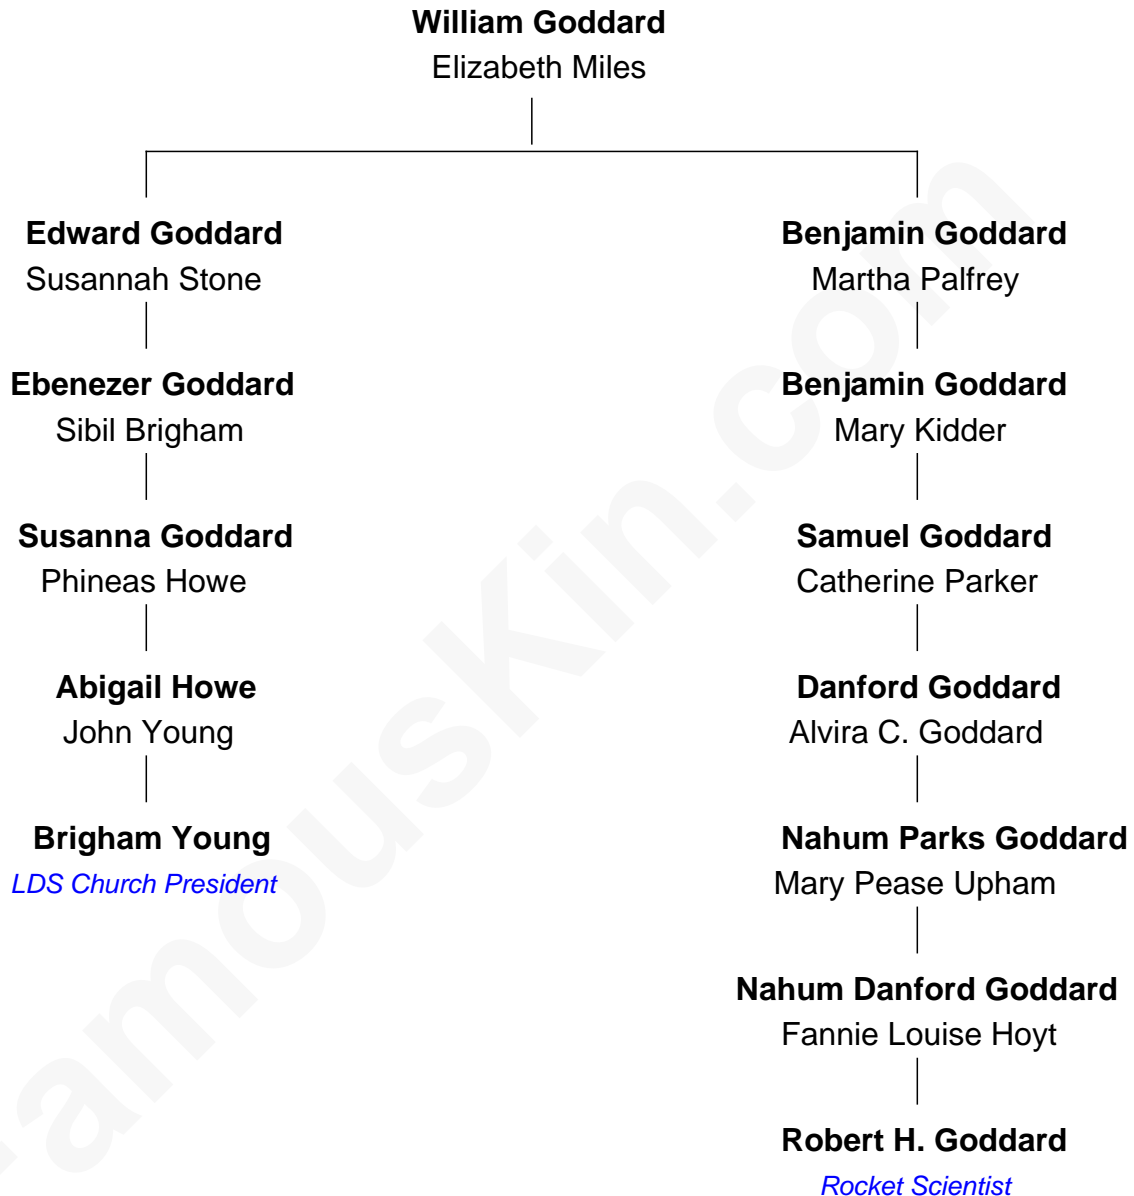 William Goddard
Elizabeth Miles
Edward Goddard
Susannah Stone
Benjamin Goddard
Martha Palfrey
Ebenezer Goddard
Sibil Brigham
Benjamin Goddard
Mary Kidder
Susanna Goddard
Phineas Howe
Samuel Goddard
Catherine Parker
Abigail Howe
John Young
Danford Goddard
Alvira C. Goddard
Brigham Young
LDS Church President
Nahum Parks Goddard
Mary Pease Upham
Nahum Danford Goddard
Fannie Louise Hoyt
Robert H. Goddard
Rocket Scientist
FamousKin.com